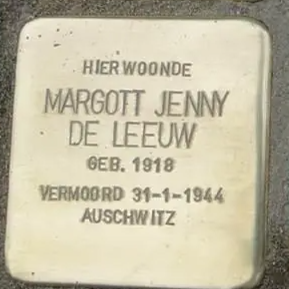 HIER WOONDE
MARGOTT JENNY
DE LEEUW
GEB. 1918
VERMOORD 31-1-1944
AUSCHWITZ